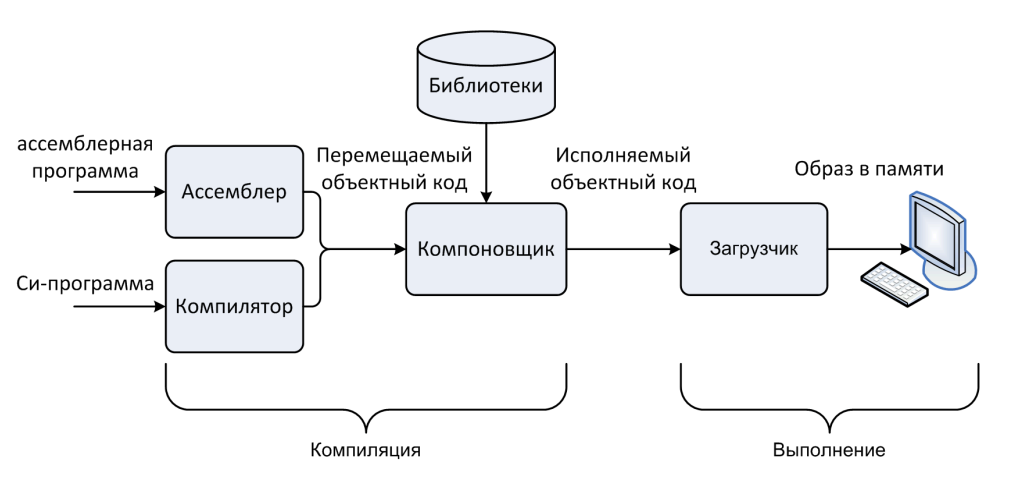 Библиотеки
ассемблерная
программа
Ассемблер
Перемещаемый
объектный код
Исполняемый
объектный код
Образ в памяти
Си-программа
Компилятор
Компоновщик
Загрузчик
Компиляция
Выполнение